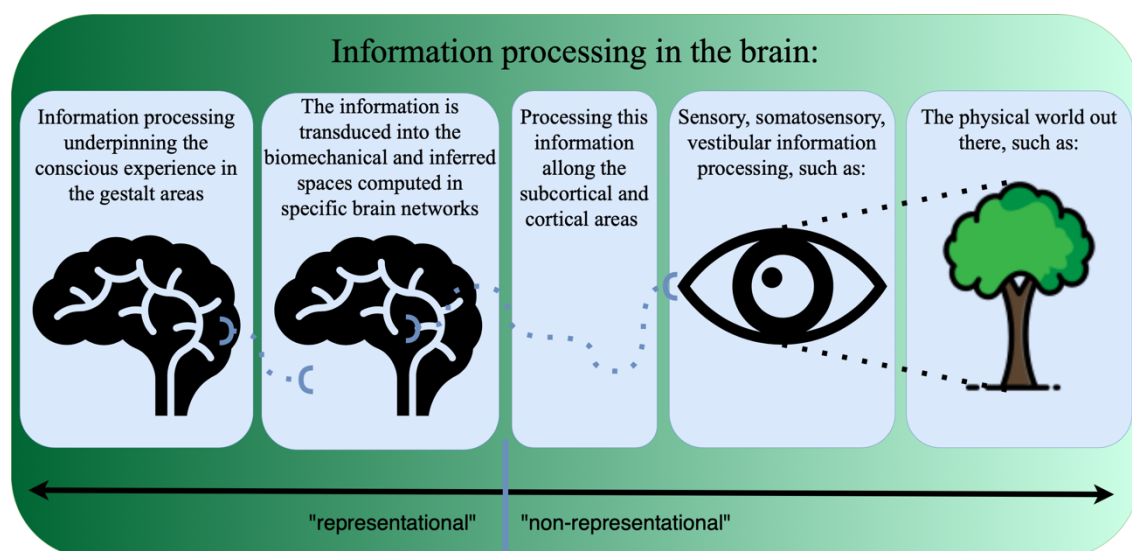 Information processing in the brain:
Information processing
underpinning the
conscious experience in
the gestalt areas
The information is
transduced into the
biomechanical and inferred
spaces computed in
specific brain networks
Processing this
information
allong the
subcortical and
cortical areas
Sensory, somatosensory,
vestibular information
processing, such as:
The physical world out
there, such as:
"representational"
"non-representational"